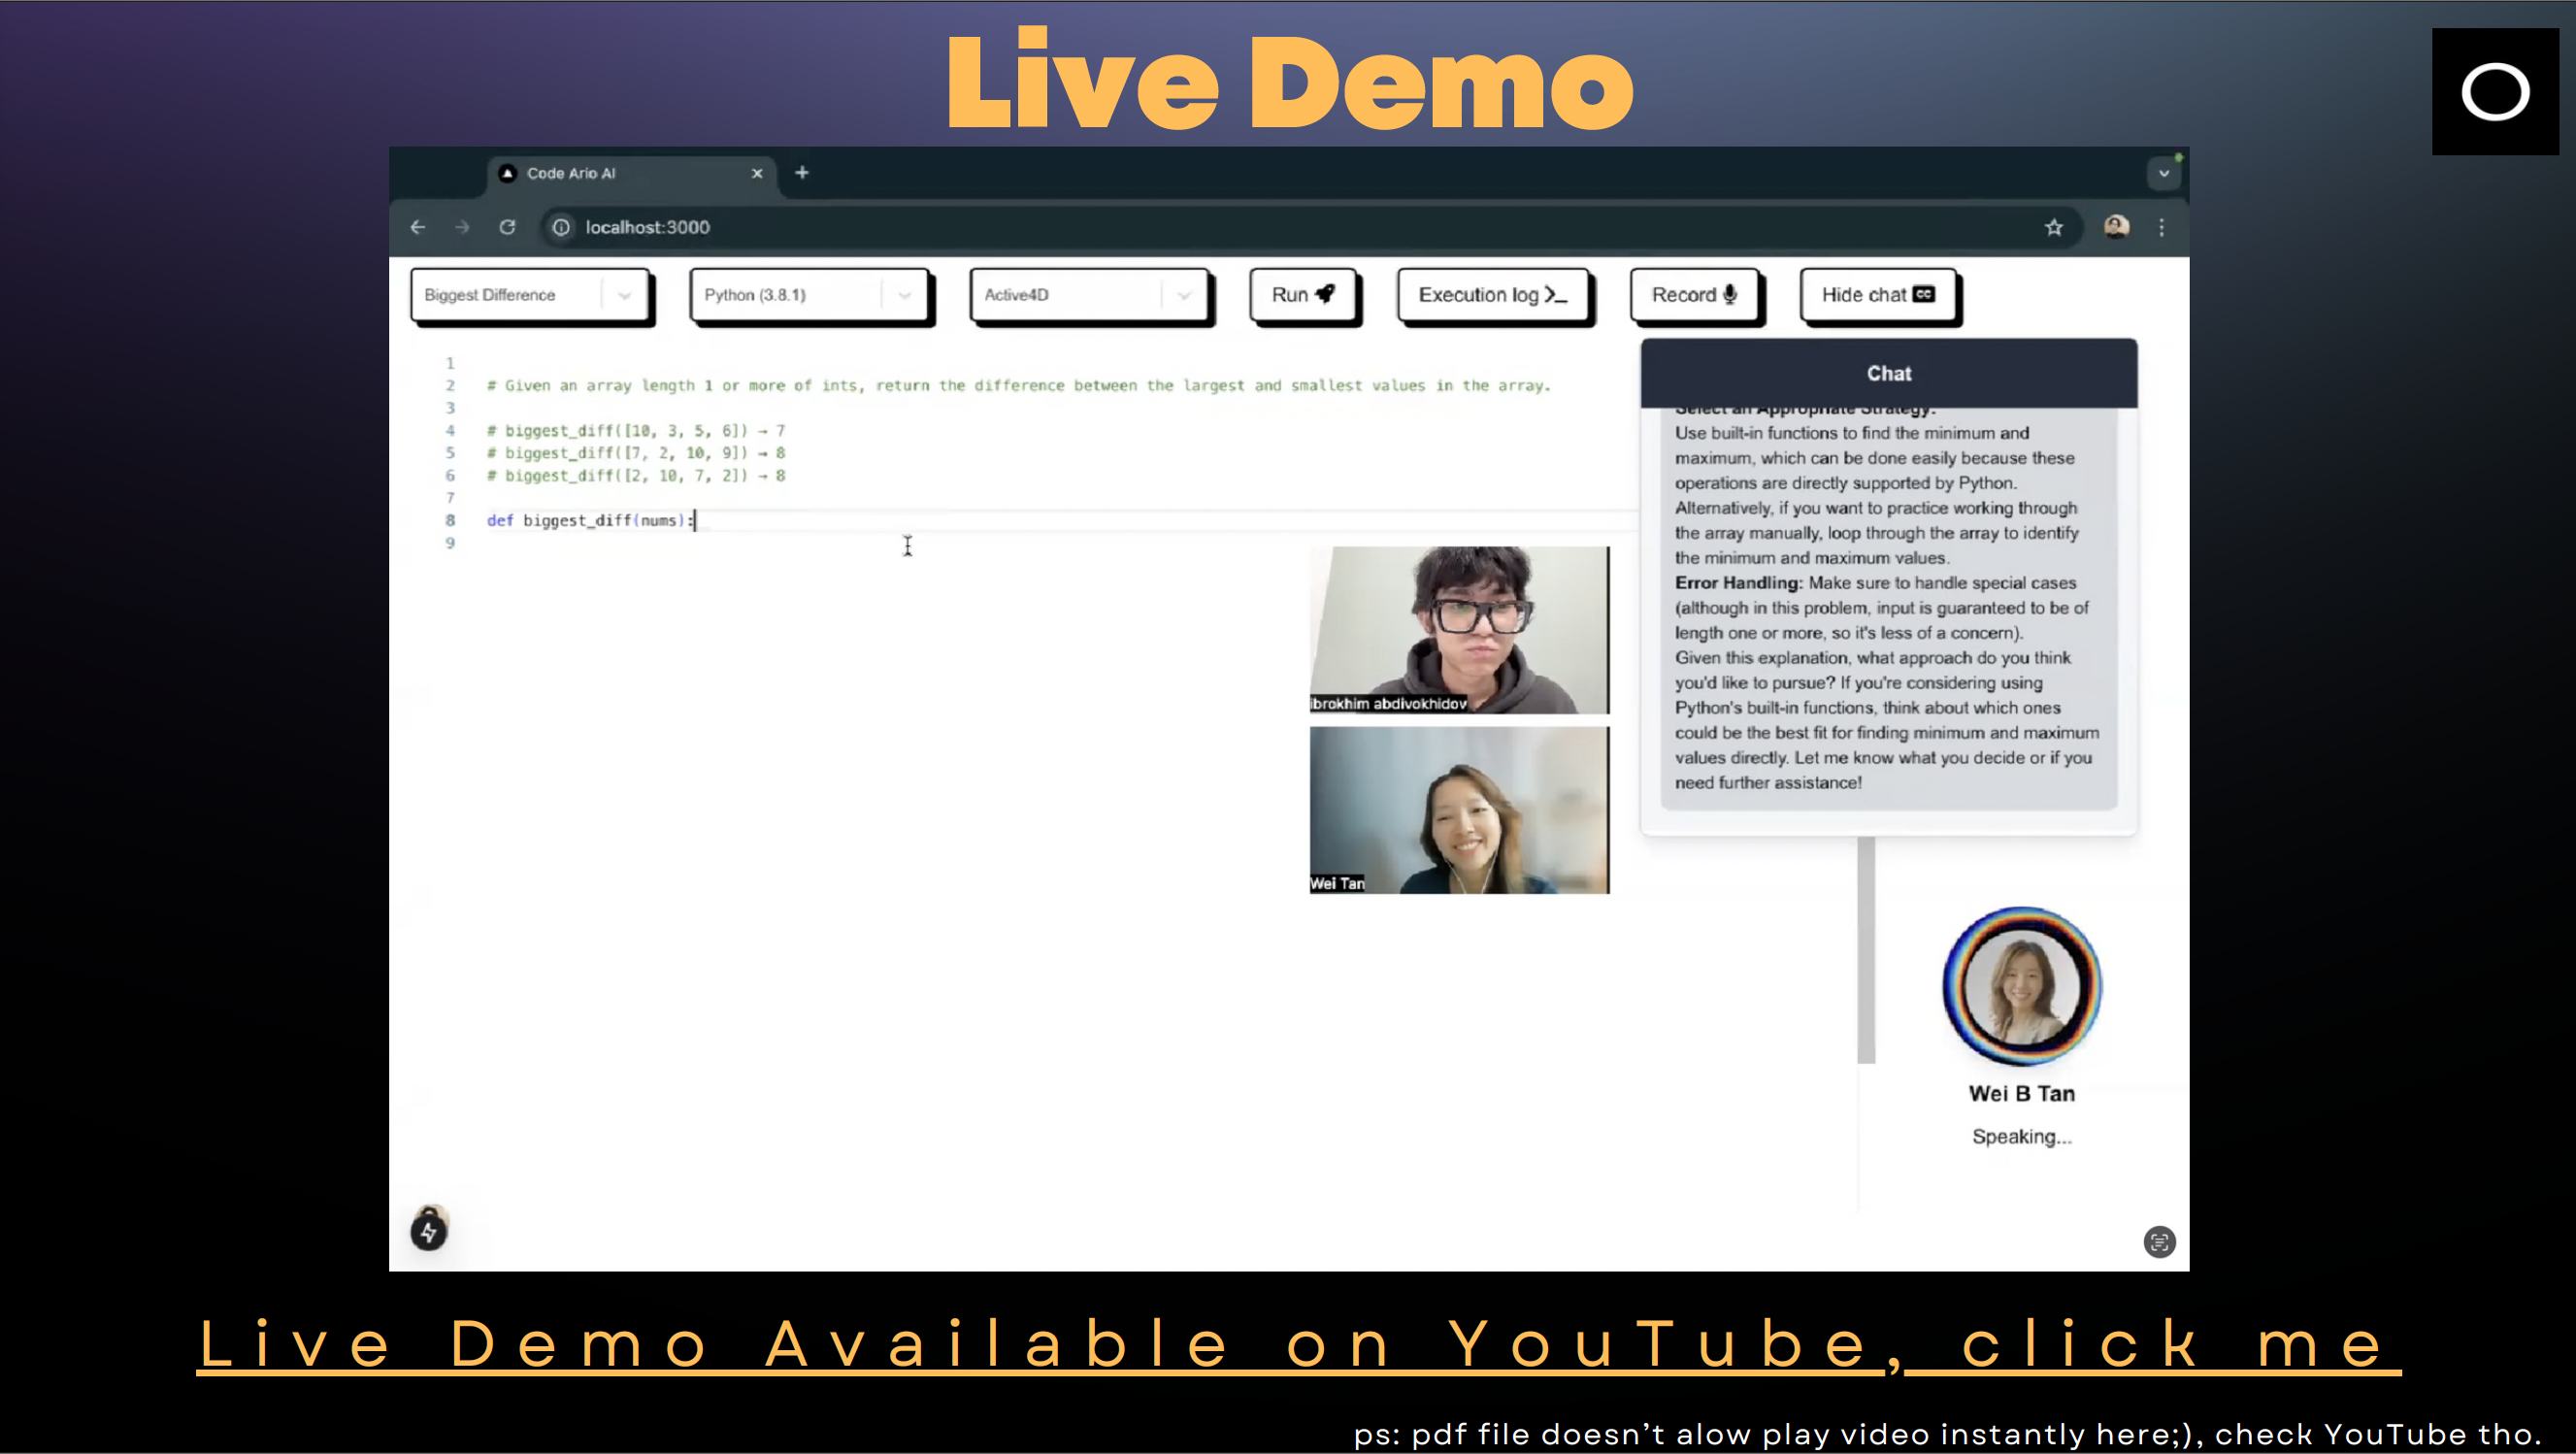 Live Demo
O
Code Ario AI
localhost:3000
Biggest Difference
Python (3.8.1)
Active4D
Run
Execution log
Record
Hide chat CC
1
2 # Given an array length 1 or more of ints, return the difference between the largest and smallest values in the array.
3
4 # biggest_diff([10, 3, 5, 6]) → 7
5 # biggest_diff([7, 2, 10, 9]) → 8
6 # biggest_diff([2, 10, 7, 2]) → 8
7
8 def biggest_diff(nums):
9
Chat
Select an Appropriate Strategy:
Use built-in functions to find the minimum and
maximum, which can be done easily because these
operations are directly supported by Python.
Alternatively, if you want to practice working through
the array manually, loop through the array to identify
the minimum and maximum values.
Error Handling: Make sure to handle special cases
(although in this problem, input is guaranteed to be of
length one or more, so it's less of a concern).
Given this explanation, what approach do you think
you'd like to pursue? If you're considering using
Python's built-in functions, think about which ones
could be the best fit for finding minimum and maximum
values directly. Let me know what you decide or if you
need further assistance!
ibrokhim abdivokhidov
Wei Tan
Wei B Tan
Speaking...
Live Demo Available on YouTube, click me
ps: pdf file doesn't alow play video instantly here;), check YouTube tho.